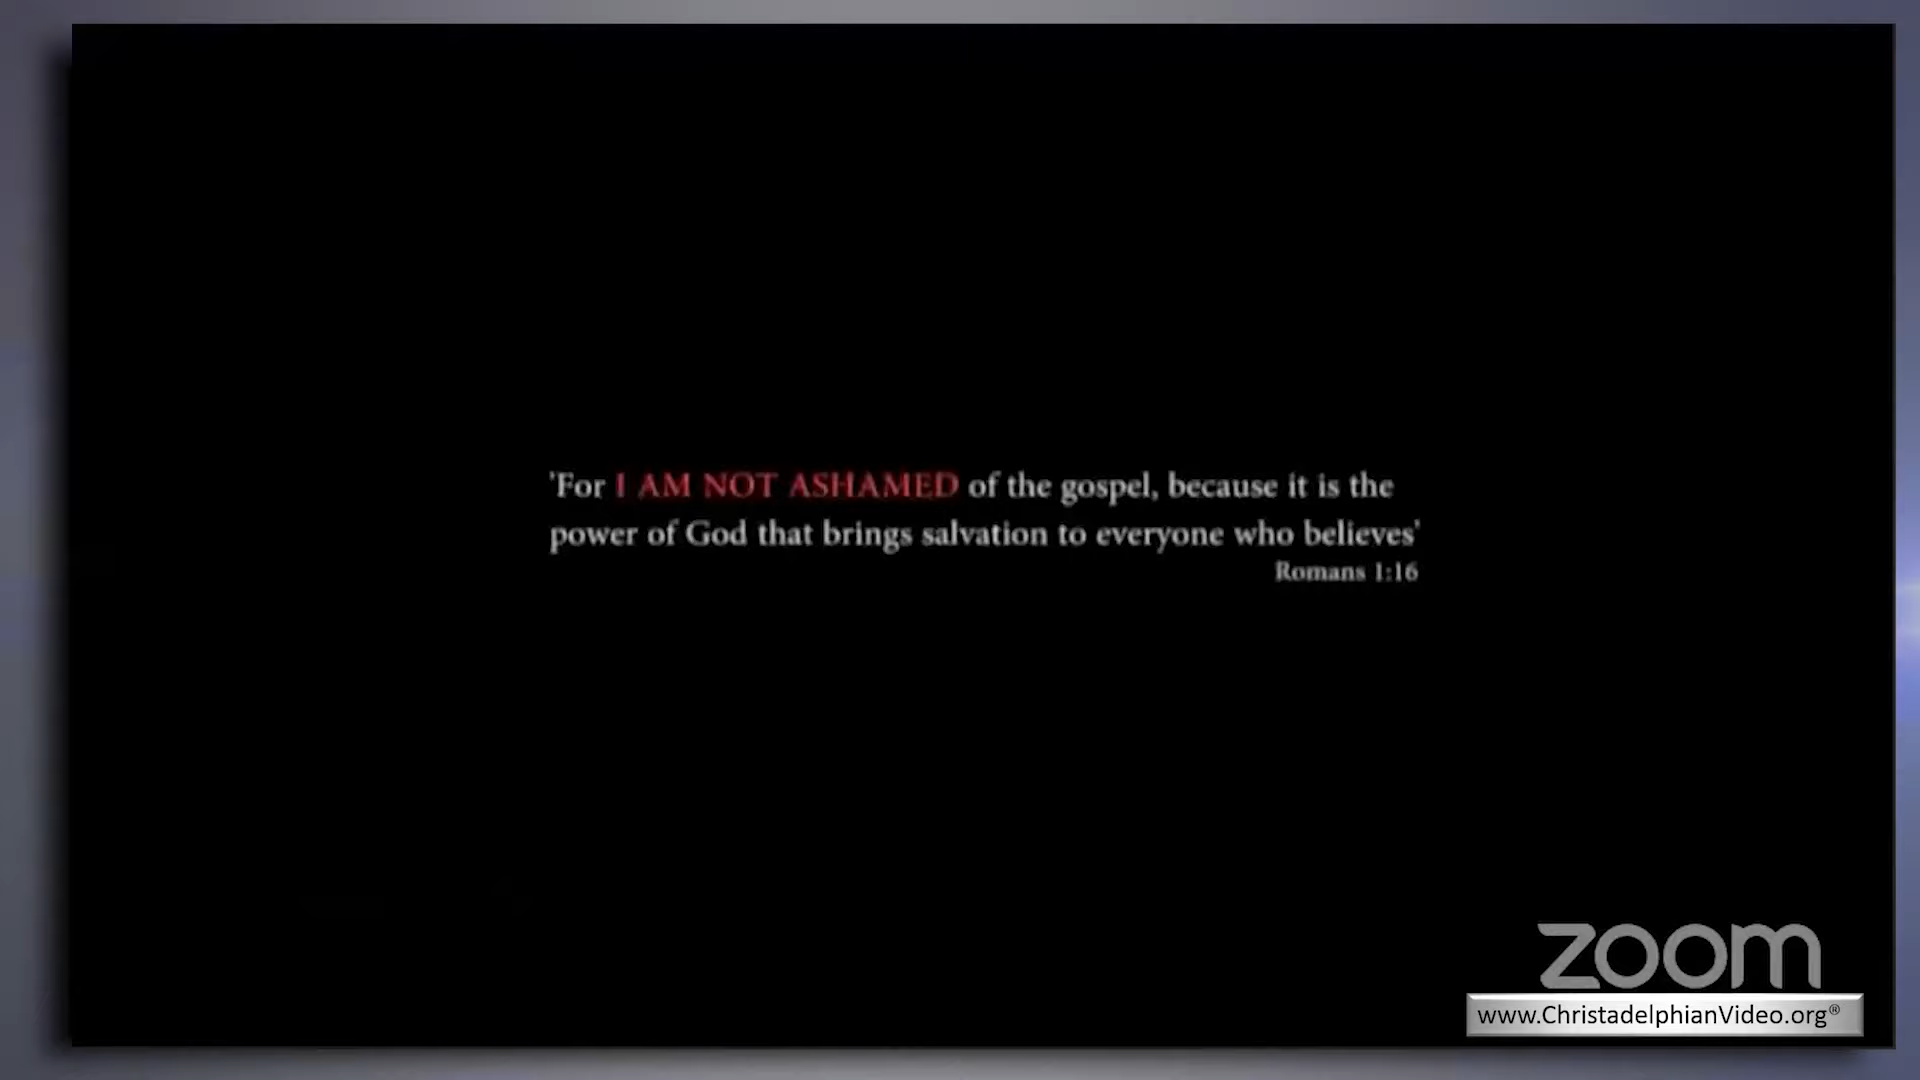 'For I AM NOT ASHAMED of the gospel, because it is the
power of God that brings salvation to everyone who believes'
Romans 1:16
zoom
www.ChristadelphianVideo.org®